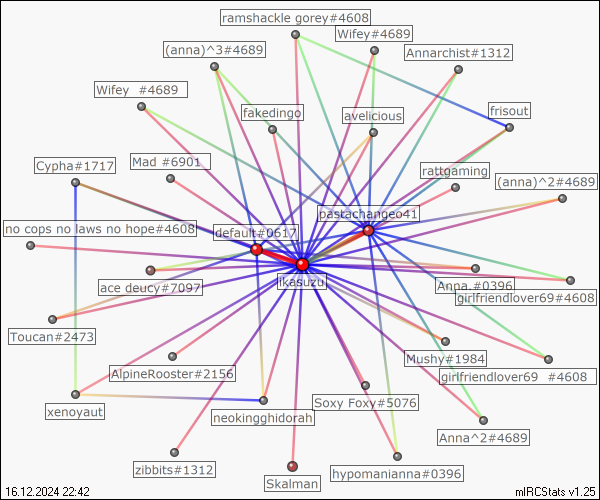 ramshackle gorey#4608
Wifey#4689
(anna)^3#4689
Annarchist#1312
Wifey  #4689
fakedingo
avelicious
frisout
Cypha#1717
Mad #6901
rattgaming
(anna)^2#4689
pastachangeo41
no cops no laws no hope#4608
default#0617
ikasuzu
ace deucy#7097
Anna.#0396
girlfriendlover69#4608
Toucan#2473
Mushy#1984
AlpineRooster#2156
girlfriendlover69  #4608
xenoyaut
neokingghidorah
Soxy Foxy#5076
Anna^2#4689
zibbits#1312
Skalman
hypomanianna#0396
16.12.2024 22:42
mIRCStats v1.25